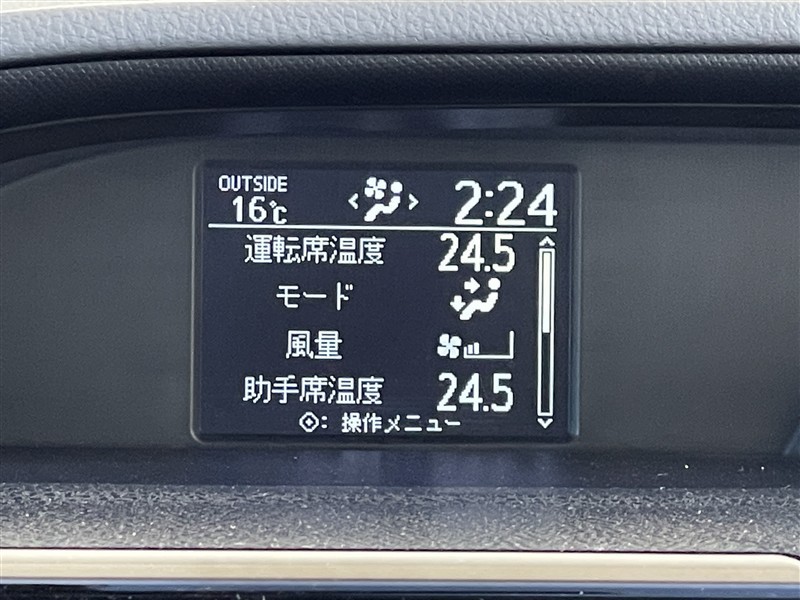 OUTSIDE
16℃
2:24
運転席温度 24.5
モード
風量
助手席温度 24.5
: 操作メニュー